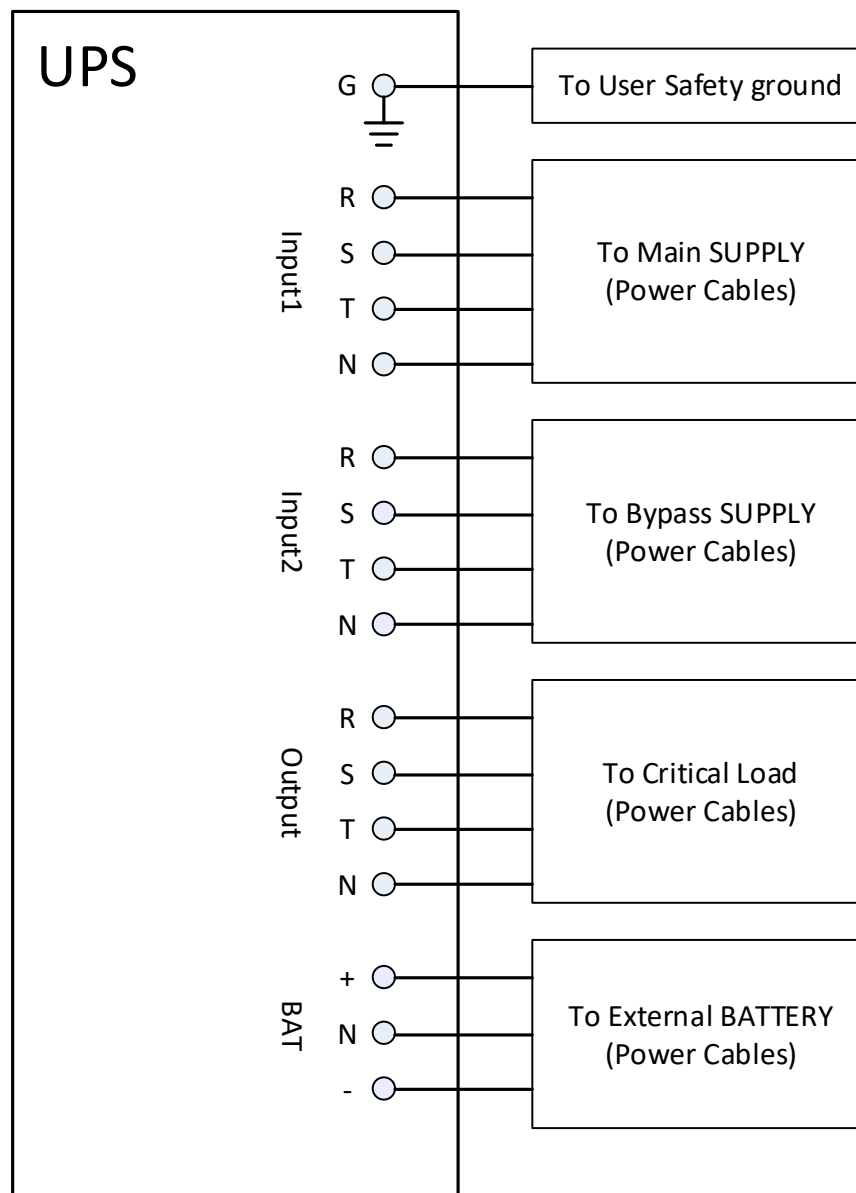 UPS
G
To User Safety ground
Input1
R
S
T
N
To Main SUPPLY
(Power Cables)
Input2
R
S
T
N
To Bypass SUPPLY
(Power Cables)
Output
R
S
T
N
To Critical Load
(Power Cables)
BAT
+
N
-
To External BATTERY
(Power Cables)